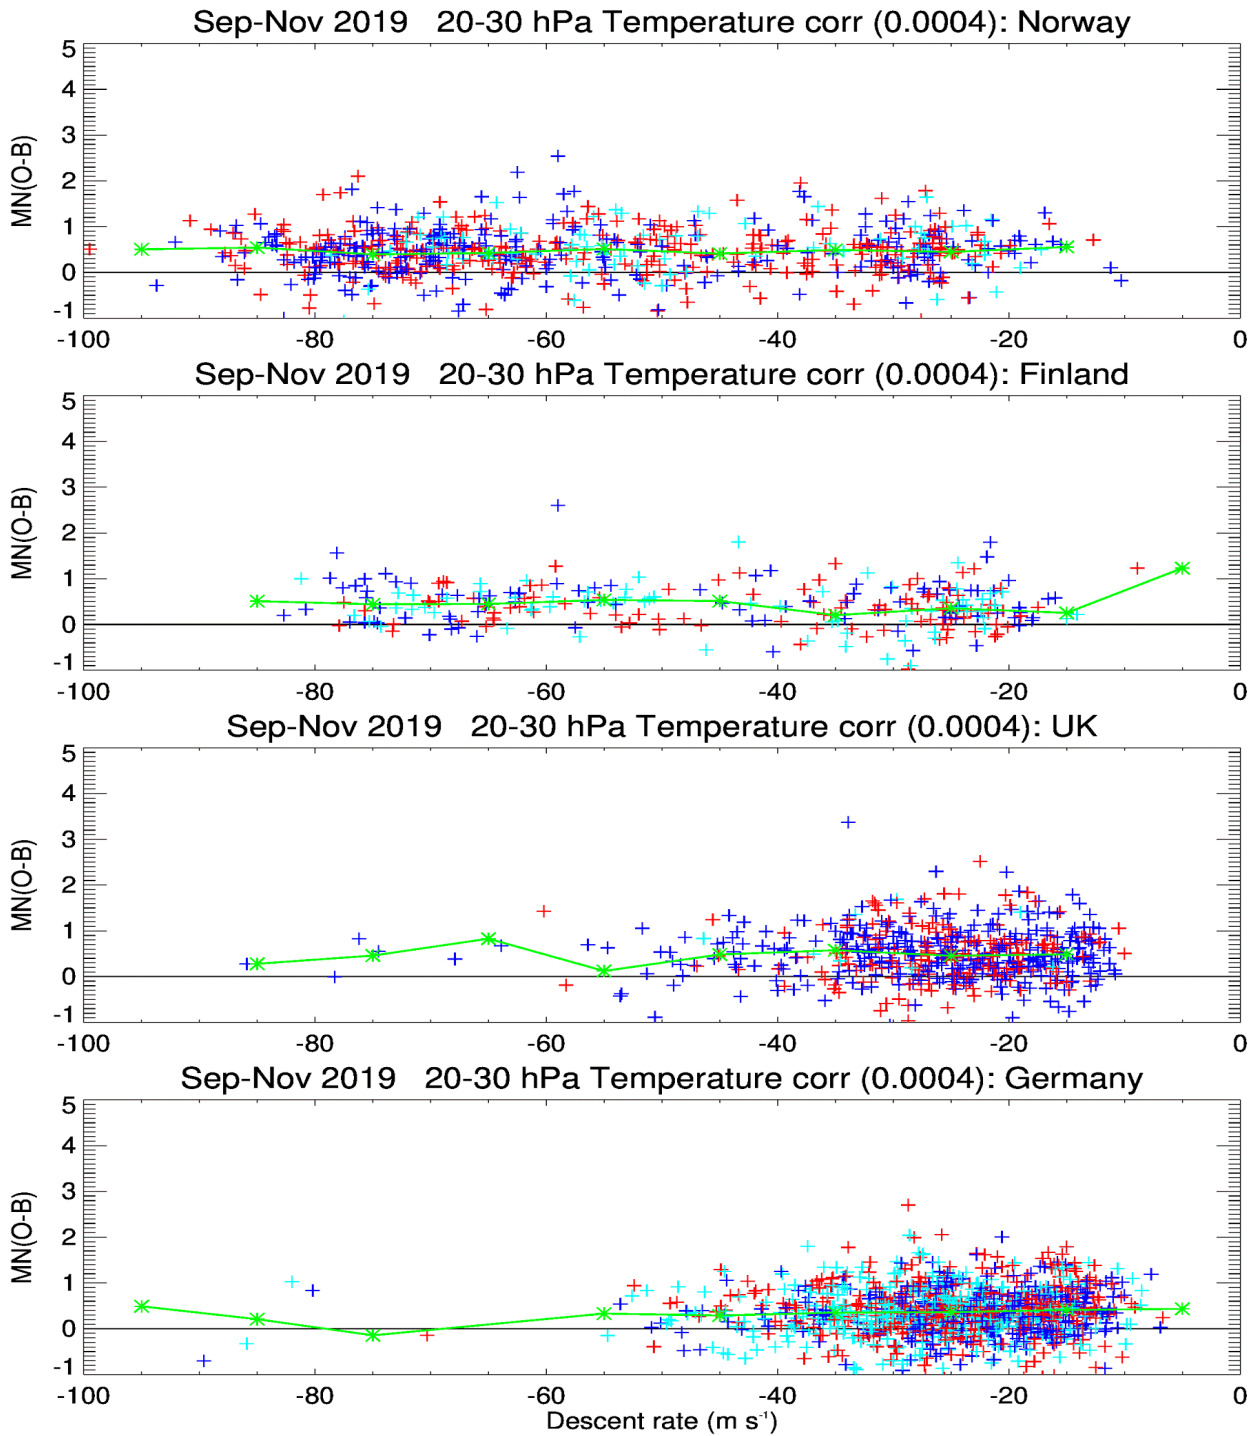 Sep-Nov 2019 20-30 hPa Temperature corr (0.0004): Norway
MN(O-B)
5
4
3
2
1
0
-1
-100 -80 -60 -40 -20 0
Sep-Nov 2019 20-30 hPa Temperature corr (0.0004): Finland
MN(O-B)
5
4
3
2
1
0
-1
-100 -80 -60 -40 -20 0
Sep-Nov 2019 20-30 hPa Temperature corr (0.0004): UK
MN(O-B)
5
4
3
2
1
0
-1
-100 -80 -60 -40 -20 0
Sep-Nov 2019 20-30 hPa Temperature corr (0.0004): Germany
MN(O-B)
5
4
3
2
1
0
-1
-100 -80 -60 -40 -20 0
Descent rate (m s⁻¹)